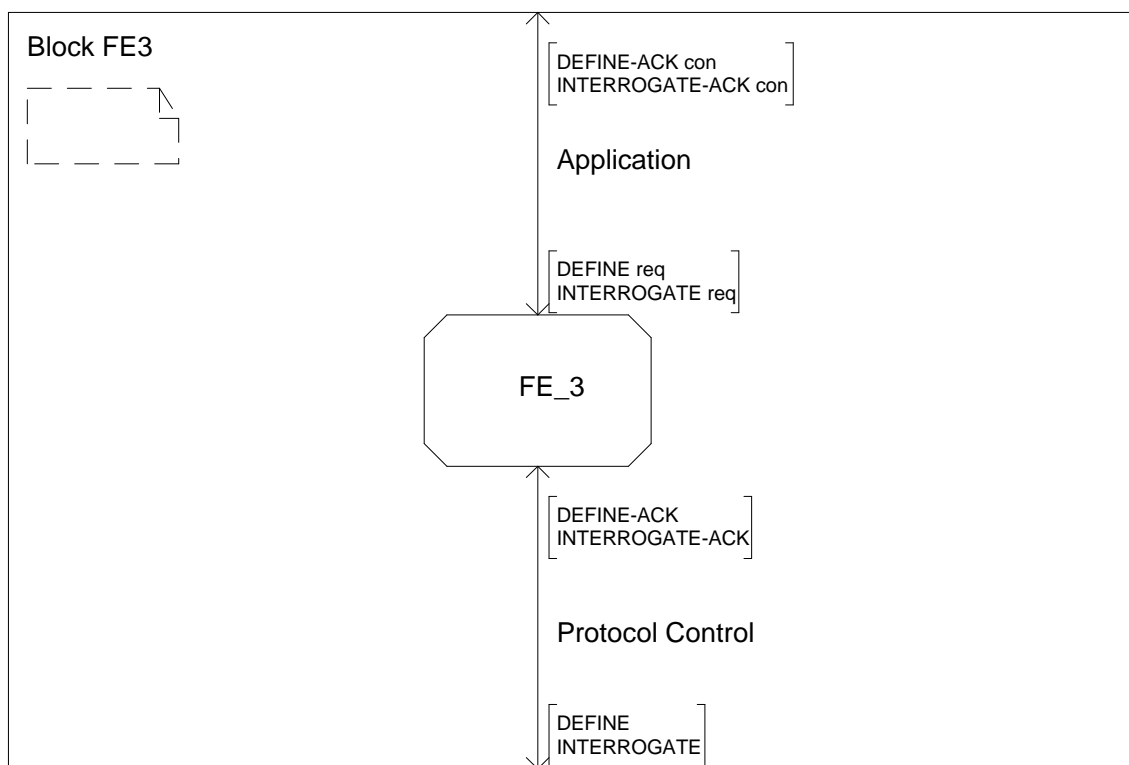 Block FE3
DEFINE-ACK con
INTERROGATE-ACK con
Application
DEFINE req
INTERROGATE req
FE_3
DEFINE-ACK
INTERROGATE-ACK
Protocol Control
DEFINE
INTERROGATE